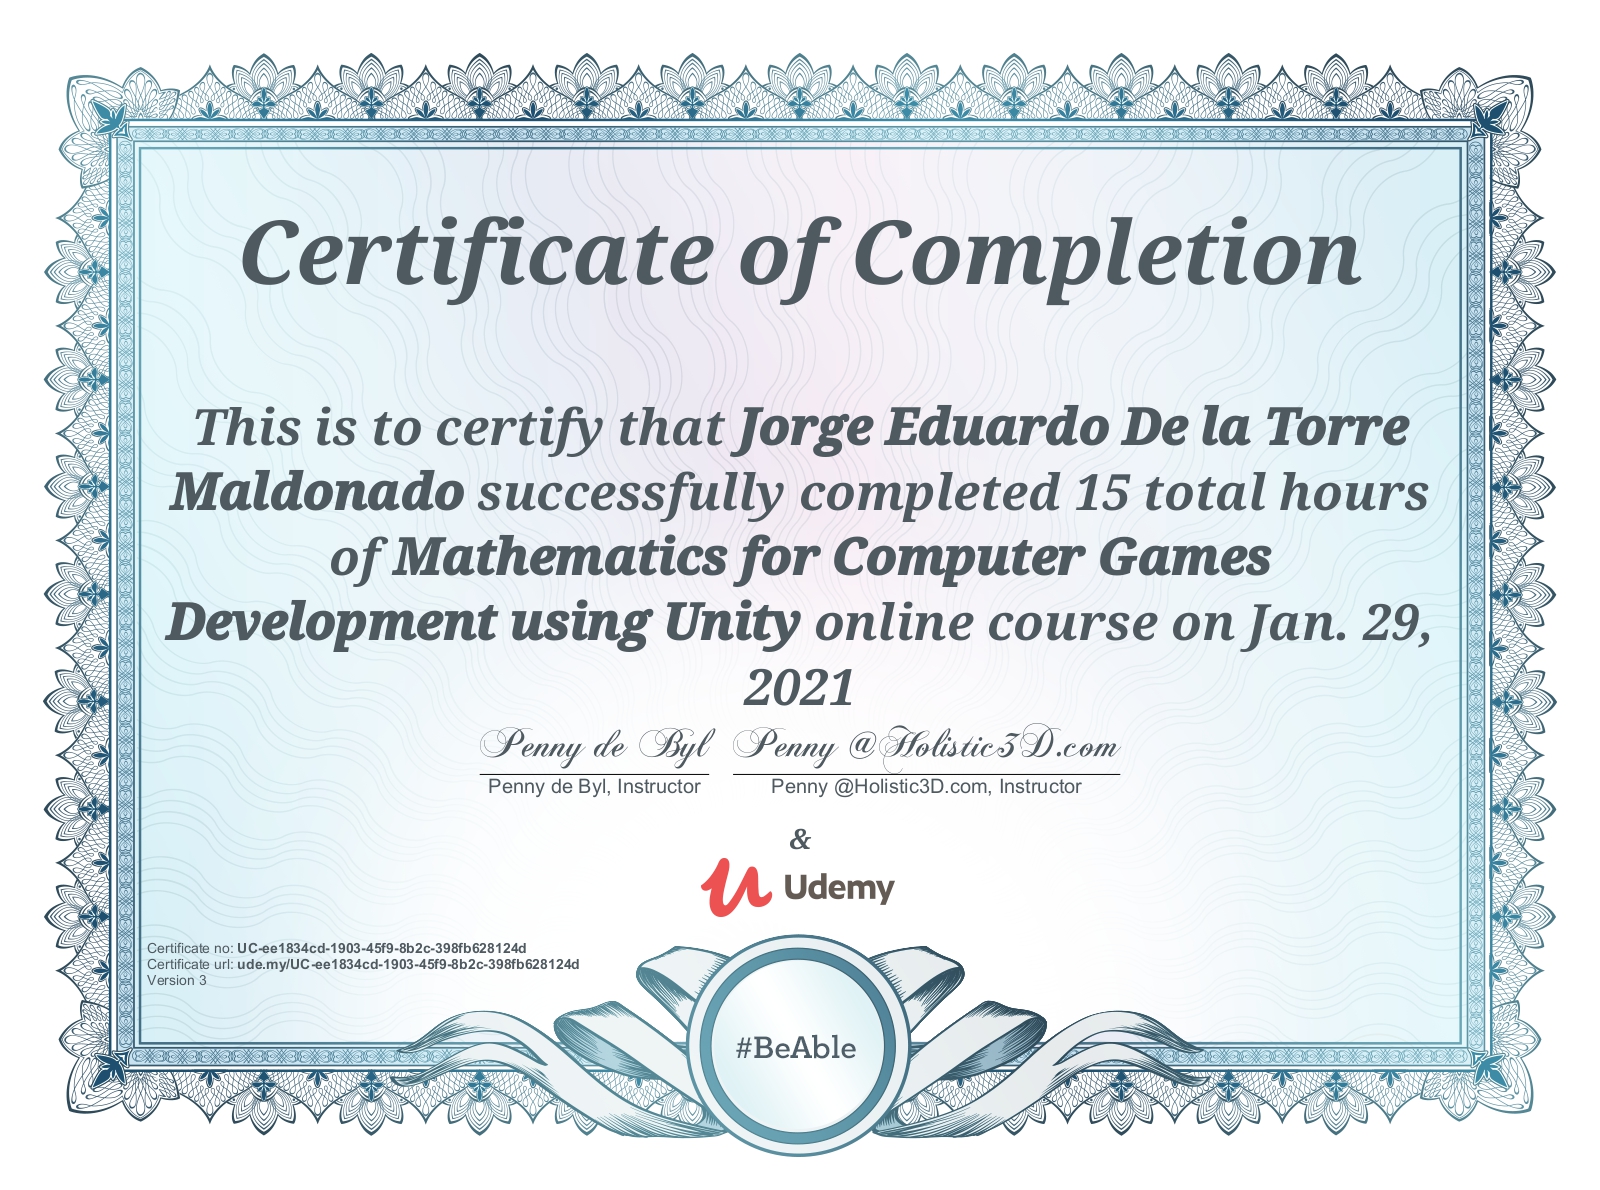 Certificate of Completion
This is to certify that Jorge Eduardo De la Torre
Maldonado successfully completed 15 total hours
of Mathematics for Computer Games
Development using Unity online course on Jan. 29,
2021
Penny de Byl Penny @Holistic3D.com
Penny de Byl, Instructor Penny @Holistic3D.com, Instructor
&
Udemy
Certificate no: UC-ee1834cd-1903-45f9-8b2c-398fb628124d
Certificate url: ude.my/UC-ee1834cd-1903-45f9-8b2c-398fb628124d
Version 3
#BeAble